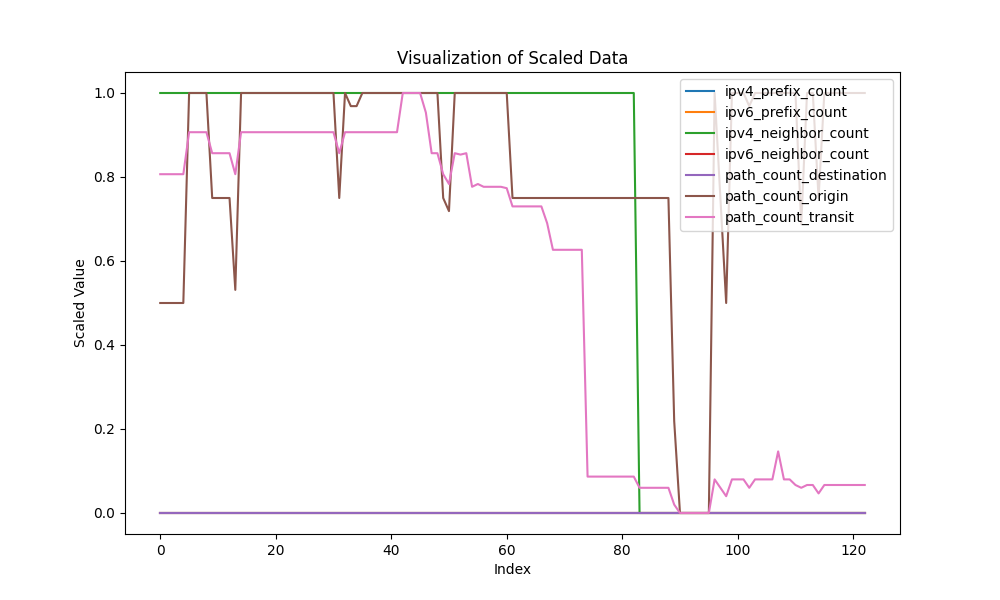 Visualization of Scaled Data
1.0
0.8
0.6
0.4
0.2
0.0
Scaled Value
ipv4_prefix_count
ipv6_prefix_count
ipv4_neighbor_count
ipv6_neighbor_count
path_count_destination
path_count_origin
path_count_transit
0 20 40 60 80 100 120
Index